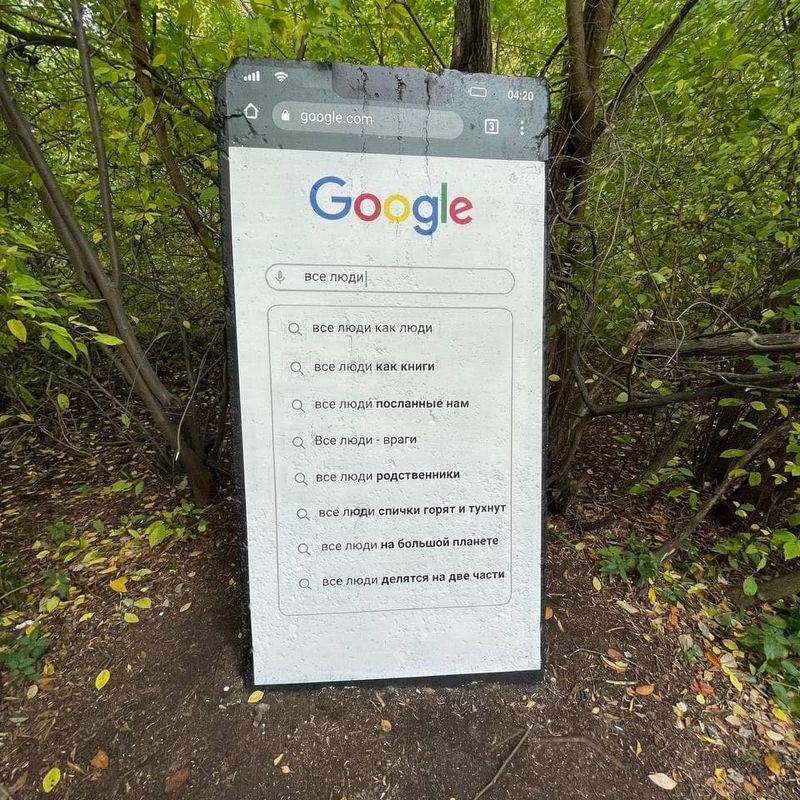 04:20
google.com
3
Google
все люди
все люди как люди
все люди как книги
все люди посланные нам
Все люди - враги
все люди родственники
все люди спички горят и тухнут
все люди на большой планете
все люди делятся на две части